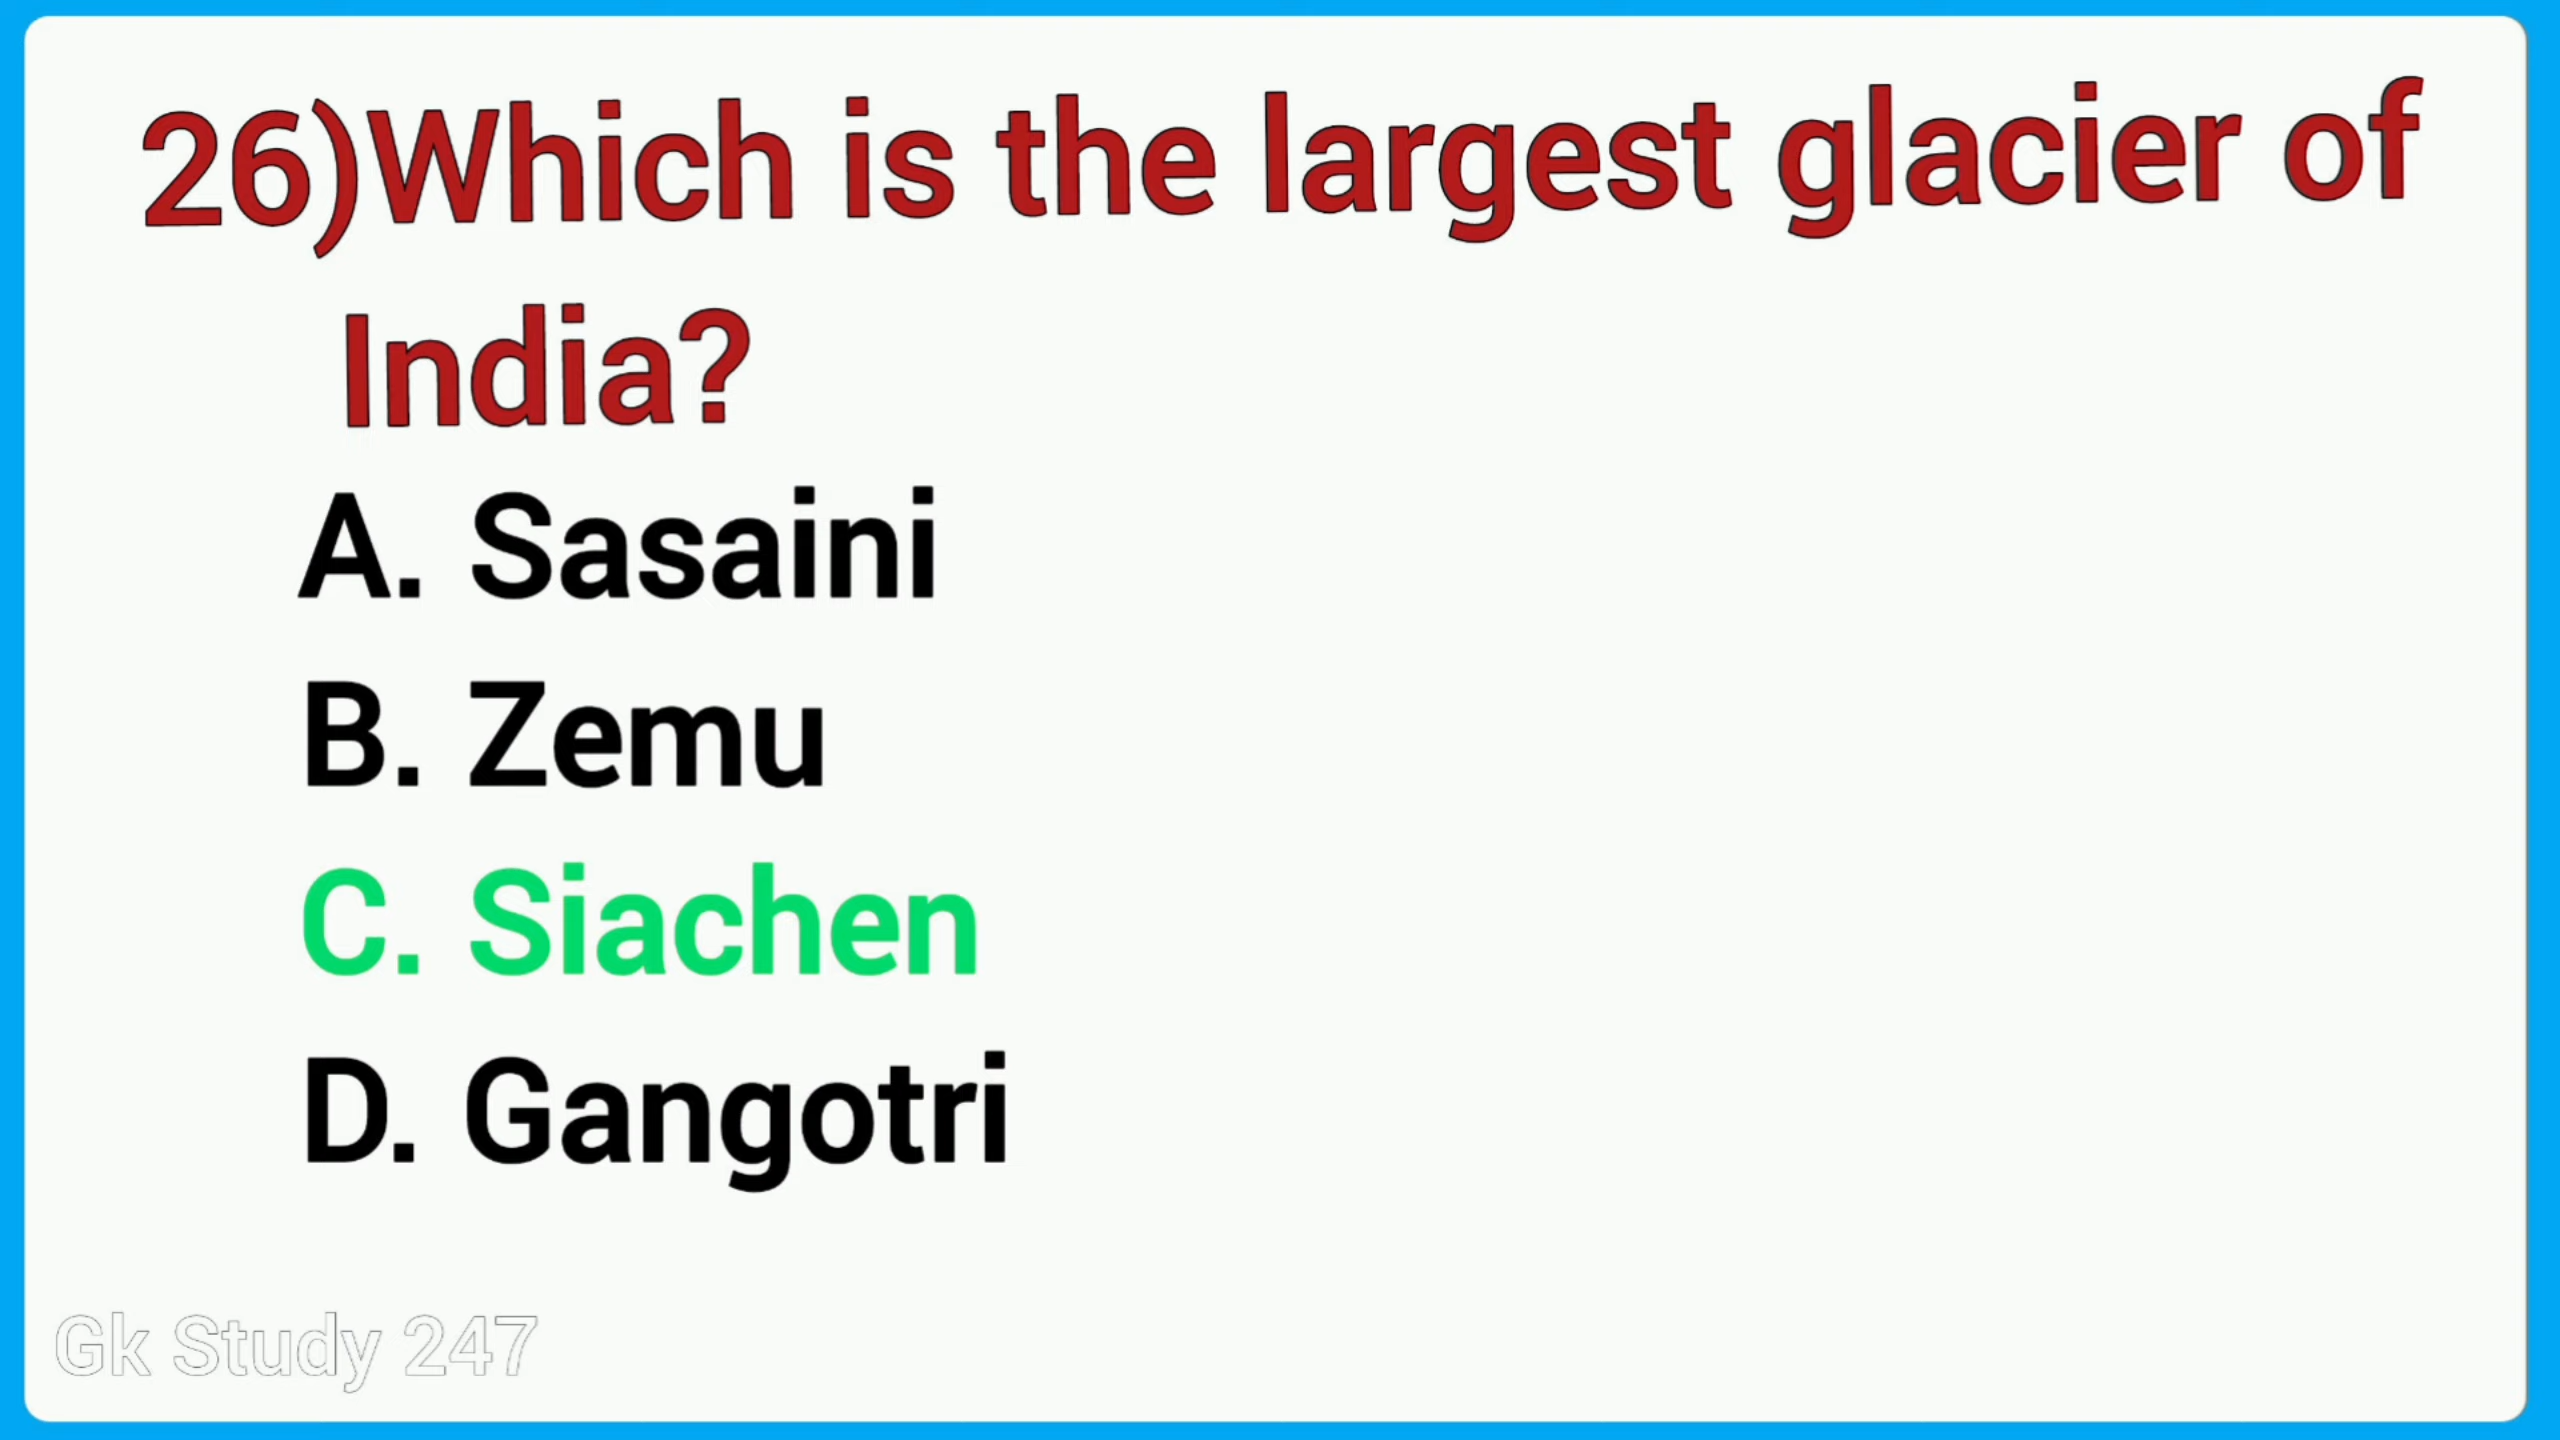 26)Which is the largest glacier of
India?
A. Sasaini
B. Zemu
C. Siachen
D. Gangotri
Gk Study 247